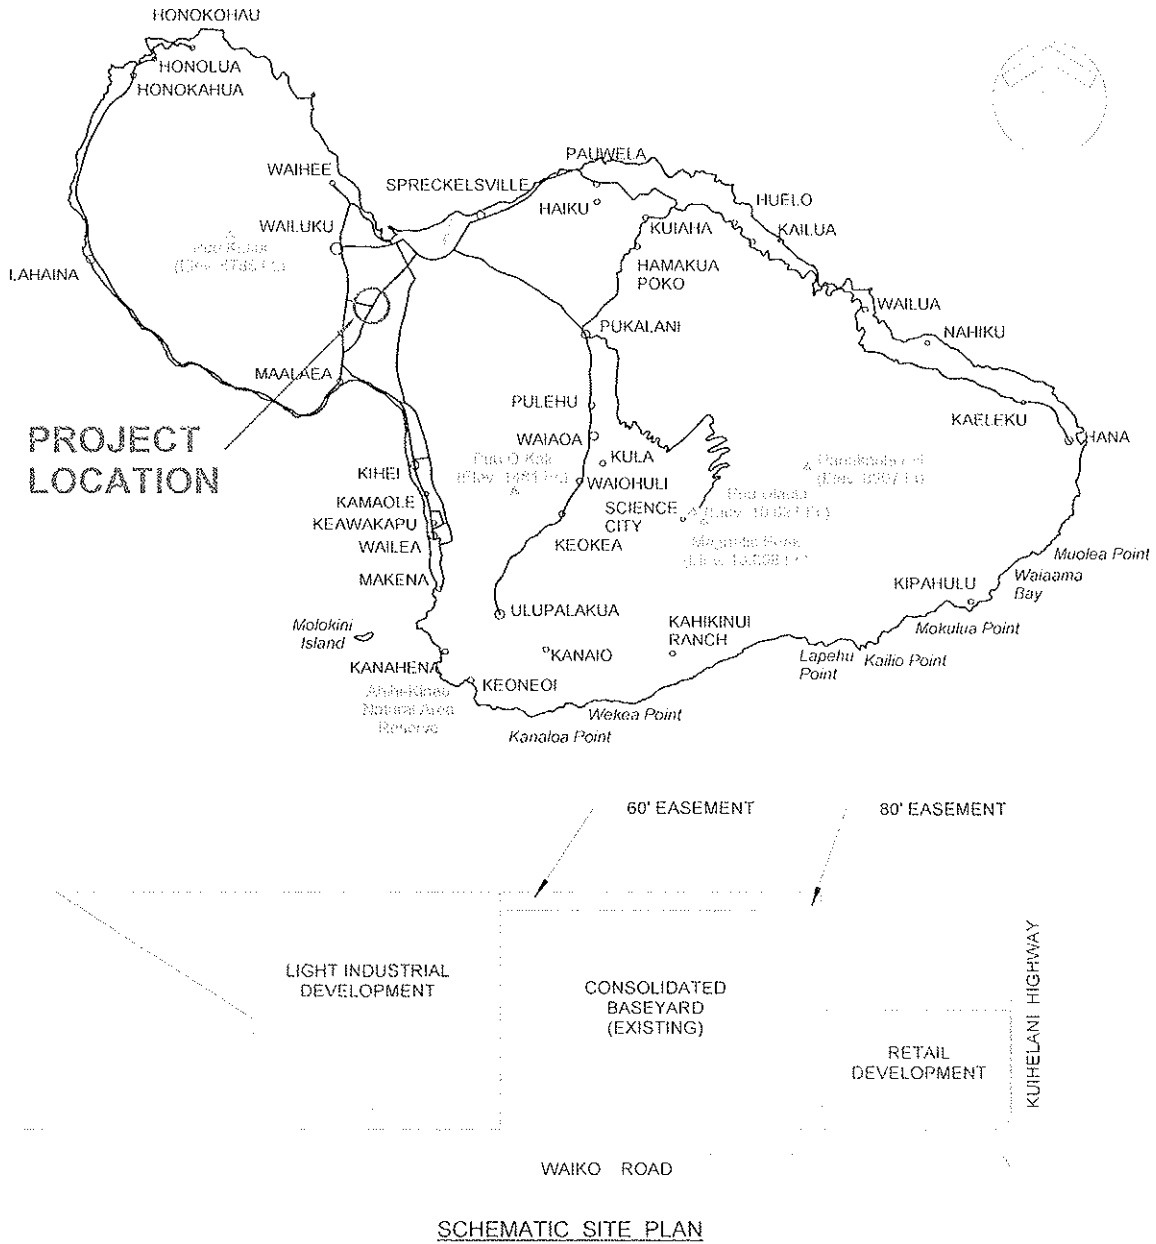 HONOKOHAU
HONOLUA
HONOKAHUA
PAUWELA
WAIHEE
SPRECKELSVILLE
HUELO
HAIKU
WAILUKU
KUIAHA
KAILUA
LAHAINA
HAMAKUA
POKO
WAILUA
PUKALANI
NAHIKU
MAALAEA
PULEHU
KAELEKU
PROJECT
LOCATION
WAIAOA
HANA
KULA
KIHEI
WAIOHULI
KAMAOLE
SCIENCE
CITY
KEAWAKAPU
WAILEA
KEOKEA
Muolea Point
MAKENA
KIPAHULU
Waiaama
Bay
ULUPALAKUA
Molokini
Island
KAHIKINUI
RANCH
Mokulua Point
KANAHENA
KANAIO
Lapehu
Point
Kailio Point
KEONEOI
Natural Area
Reserve
Wekea Point
Kanaloa Point
60' EASEMENT
80' EASEMENT
LIGHT INDUSTRIAL
DEVELOPMENT
CONSOLIDATED
BASEYARD
(EXISTING)
RETAIL
DEVELOPMENT
KUIHELANI HIGHWAY
WAIKO ROAD
SCHEMATIC SITE PLAN